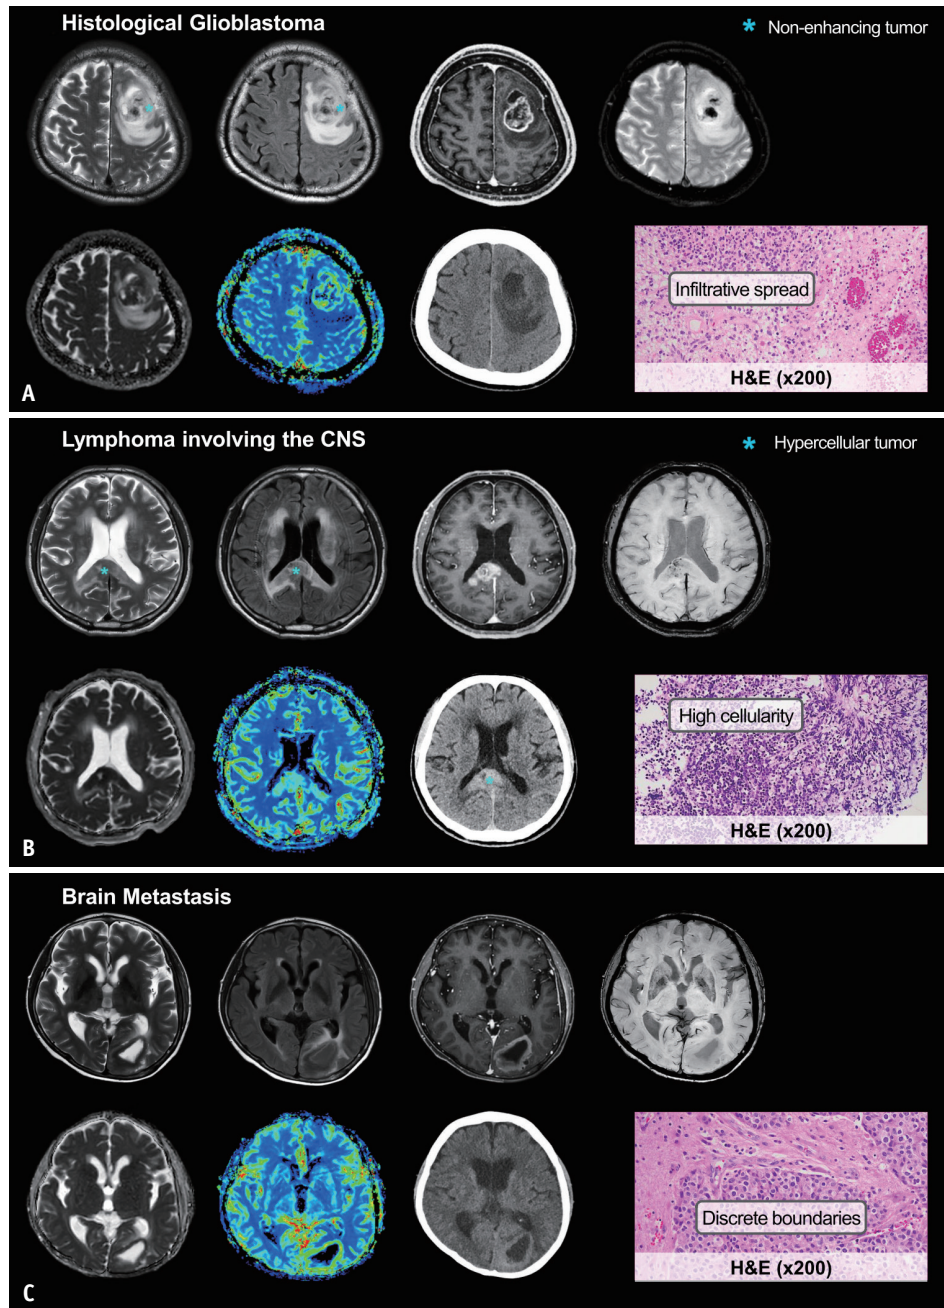 Histological Glioblastoma
* Non-enhancing tumor
Infiltrative spread
H&E (x200)
A
Lymphoma involving the CNS
* Hypercellular tumor
High cellularity
H&E (x200)
B
Brain Metastasis
Discrete boundaries
H&E (x200)
C